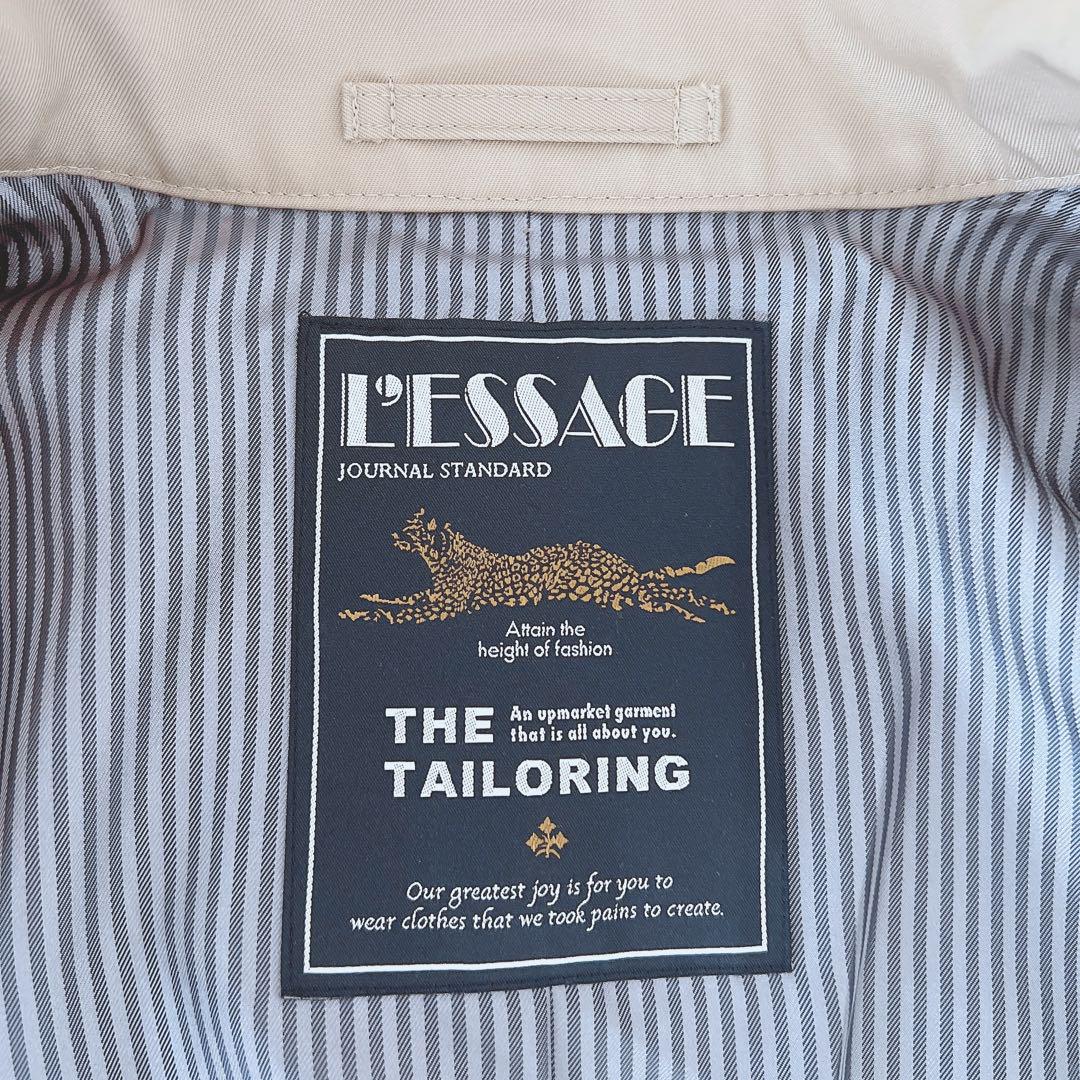 L'ESSAGE
JOURNAL STANDARD
Attain the
height of fashion
THE An upmarket garment
that is all about you.
TAILORING
Our greatest joy is for you to
wear clothes that we took pains to create.